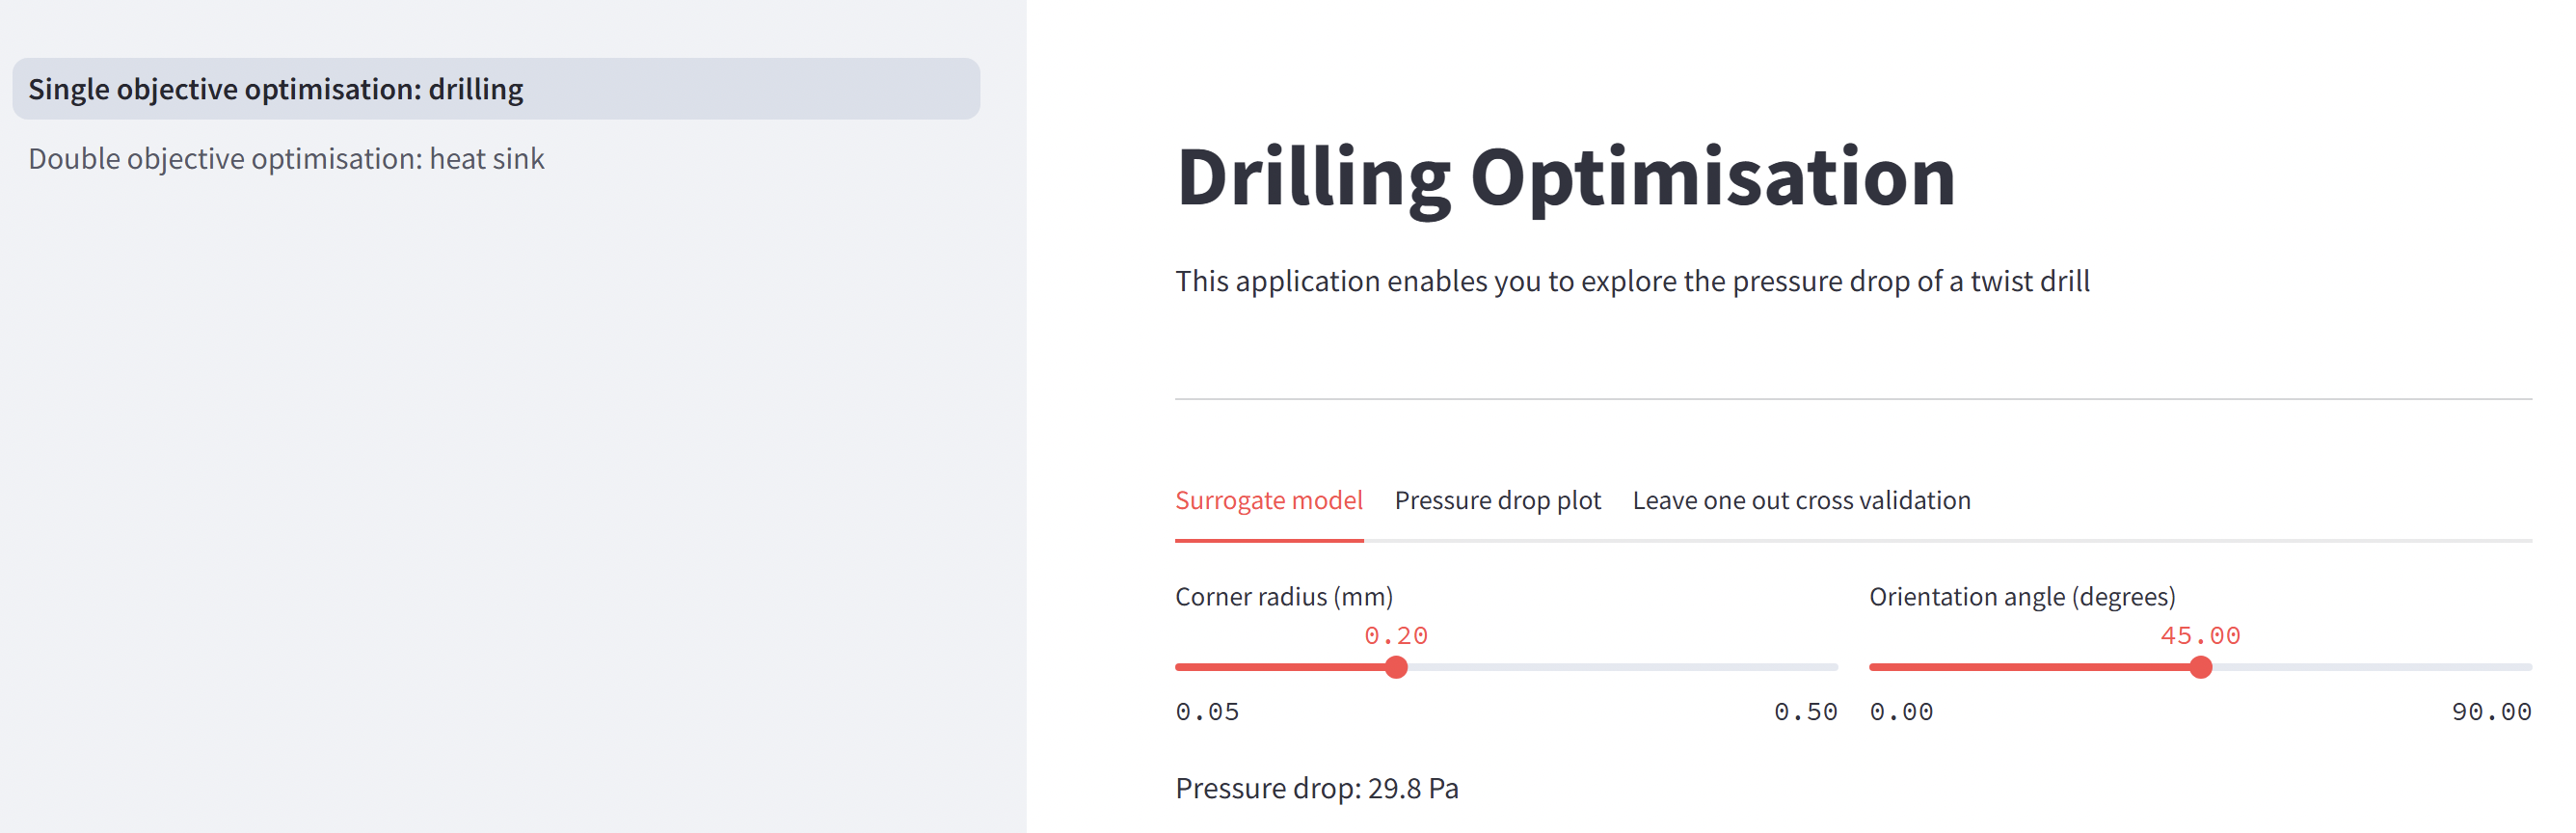 Single objective optimisation: drilling
Double objective optimisation: heat sink
Drilling Optimisation
This application enables you to explore the pressure drop of a twist drill
Surrogate model Pressure drop plot Leave one out cross validation
Corner radius (mm) Orientation angle (degrees)
0.20 45.00
0.05 0.50 0.00 90.00
Pressure drop: 29.8 Pa